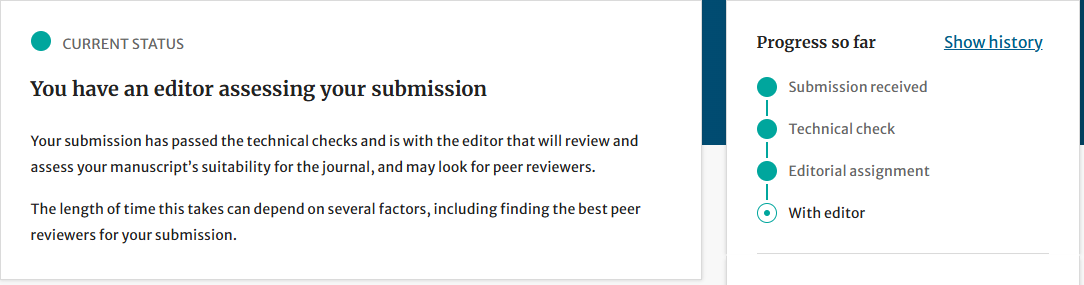 CURRENT STATUS
You have an editor assessing your submission
Your submission has passed the technical checks and is with the editor that will review and
assess your manuscript’s suitability for the journal, and may look for peer reviewers.
The length of time this takes can depend on several factors, including finding the best peer
reviewers for your submission.
Progress so far
Show history
Submission received
Technical check
Editorial assignment
With editor